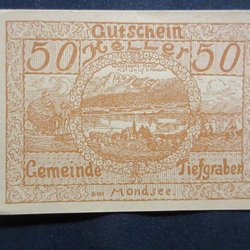 Gutschein
50 Heller 50
Gemeinde Tiefgraben
am Mondsee.